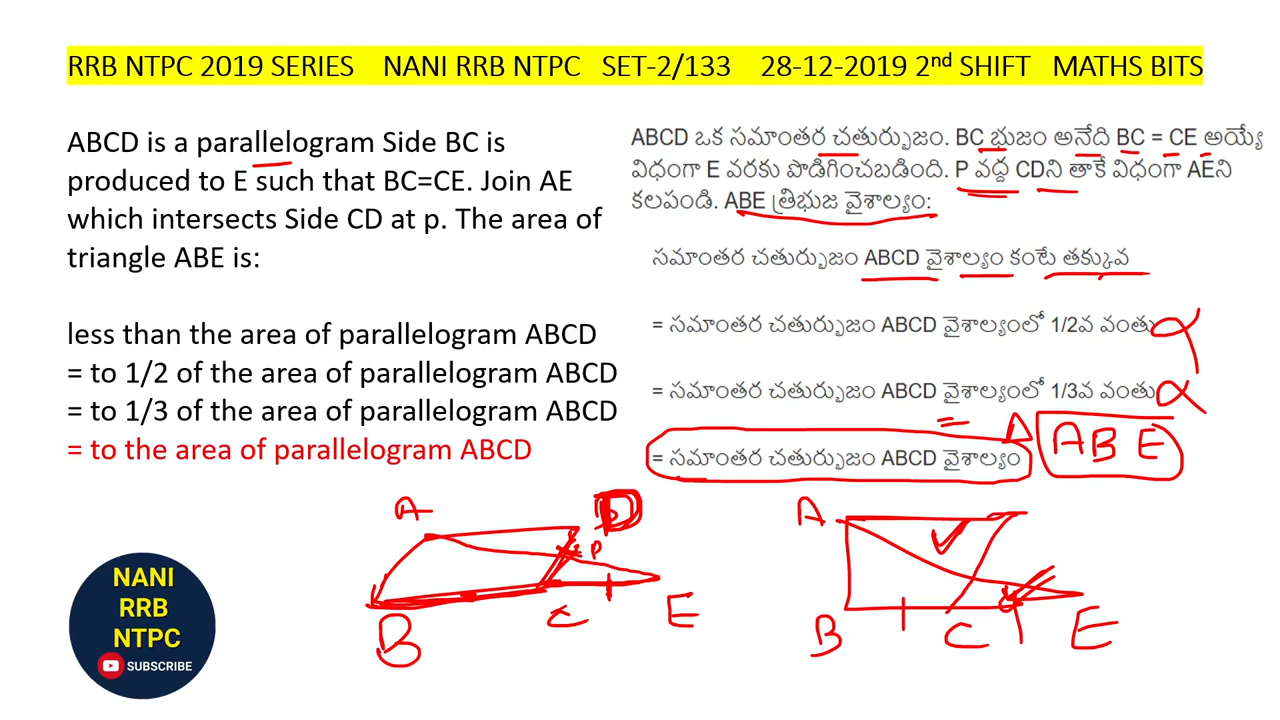 RRB NTPC 2019 SERIES NANI RRB NTPC SET-2/133 28-12-2019 2nd SHIFT MATHS BITS
ABCD is a parallelogram Side BC is
produced to E such that BC=CE. Join AE
which intersects Side CD at p. The area of
triangle ABE is:
less than the area of parallelogram ABCD
= to 1/2 of the area of parallelogram ABCD
= to 1/3 of the area of parallelogram ABCD
= to the area of parallelogram ABCD
ABCD ఒక సమాంతర చతుర్భుజం. BC భుజం అనేది BC = CE అయ్యే
విధంగా E వరకు పొడిగించబడింది. P వద్ద CDని తాకే విధంగా AEని
కలపండి. ABE త్రిభుజ వైశాల్యం:
సమాంతర చతుర్భుజం ABCD వైశాల్యం కంటే తక్కువ
= సమాంతర చతుర్భుజం ABCD వైశాల్యంలో 1/2వ వంతు
= సమాంతర చతుర్భుజం ABCD వైశాల్యంలో 1/3వ వంతు
= సమాంతర చతుర్భుజం ABCD వైశాల్యం
= Δ ABE
A D
P
B C E
A
B C E
NANI
RRB
NTPC
SUBSCRIBE